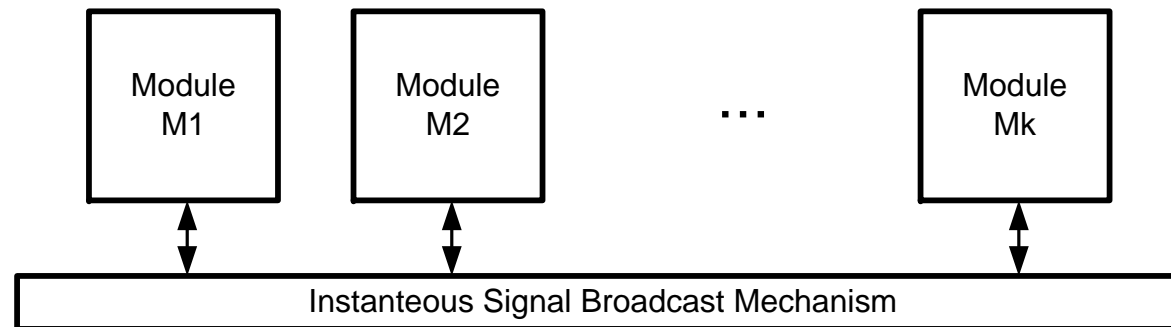 Module
M1
Module
M2
...
Module
Mk
Instanteous Signal Broadcast Mechanism